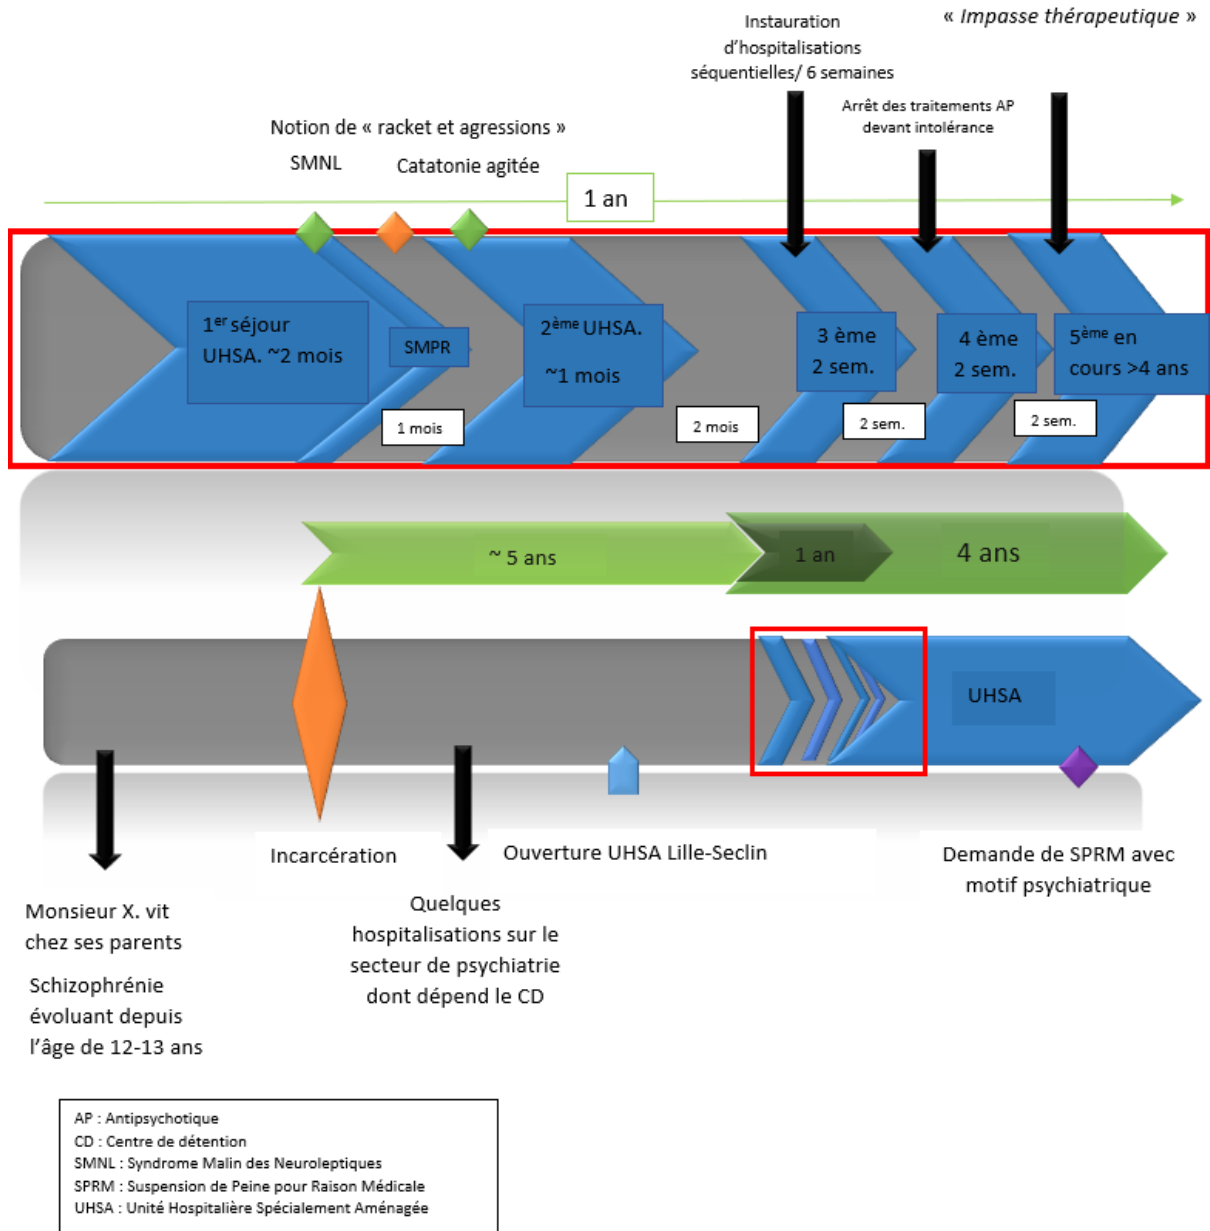 « Impasse thérapeutique »
Instauration
d’hospitalisations
séquentielles/ 6 semaines
Arrêt des traitements AP
devant intolérance
Notion de « racket et agressions »
SMNL
Catatonie agitée
1 an
1er séjour
UHSA. ~2 mois
SMPR
2ème UHSA.
~1 mois
3 ème
2 sem.
4 ème
2 sem.
5ème en
cours >4 ans
1 mois
2 mois
2 sem.
2 sem.
~ 5 ans
1 an
4 ans
UHSA
Incarcération
Ouverture UHSA Lille-Seclin
Demande de SPRM avec
motif psychiatrique
Monsieur X. vit
chez ses parents
Schizophrénie
évoluant depuis
l’âge de 12-13 ans
Quelques
hospitalisations sur le
secteur de psychiatrie
dont dépend le CD
AP : Antipsychotique
CD : Centre de détention
SMNL : Syndrome Malin des Neuroleptiques
SPRM : Suspension de Peine pour Raison Médicale
UHSA : Unité Hospitalière Spécialement Aménagée